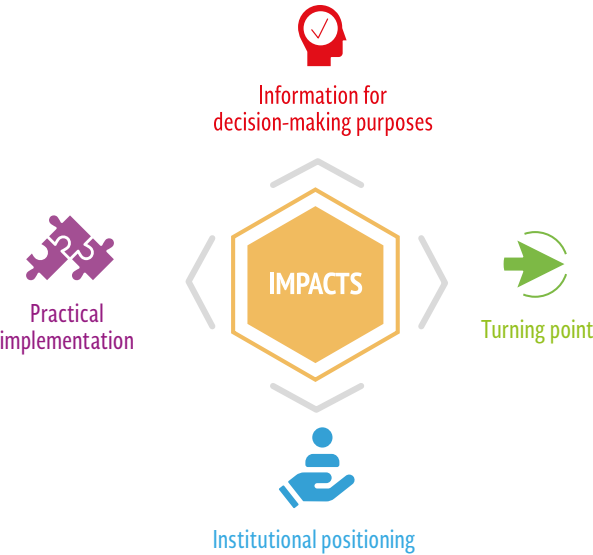 Information for
decision-making purposes
IMPACTS
Practical
implementation
Turning point
Institutional positioning